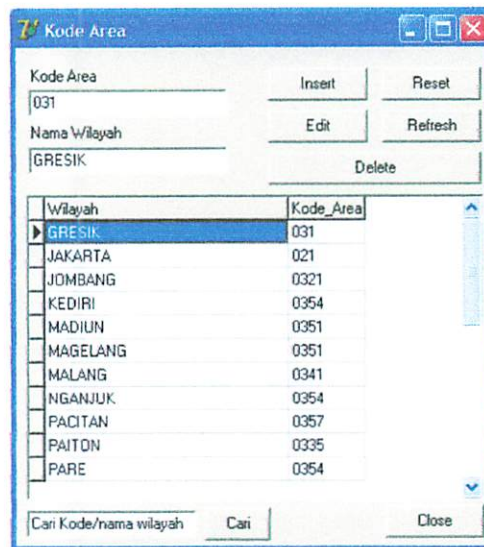 Kode Area
Kode Area
031
Nama Wilayah
GRESIK
Insert Reset
Edit Refresh
Delete
Wilayah Kode_Area
GRESIK 031
JAKARTA 021
JOMBANG 0321
KEDIRI 0354
MADIUN 0351
MAGELANG 0351
MALANG 0341
NGANJUK 0354
PACITAN 0357
PAITON 0335
PARE 0354
Cari Kode/nama wilayah Cari Close